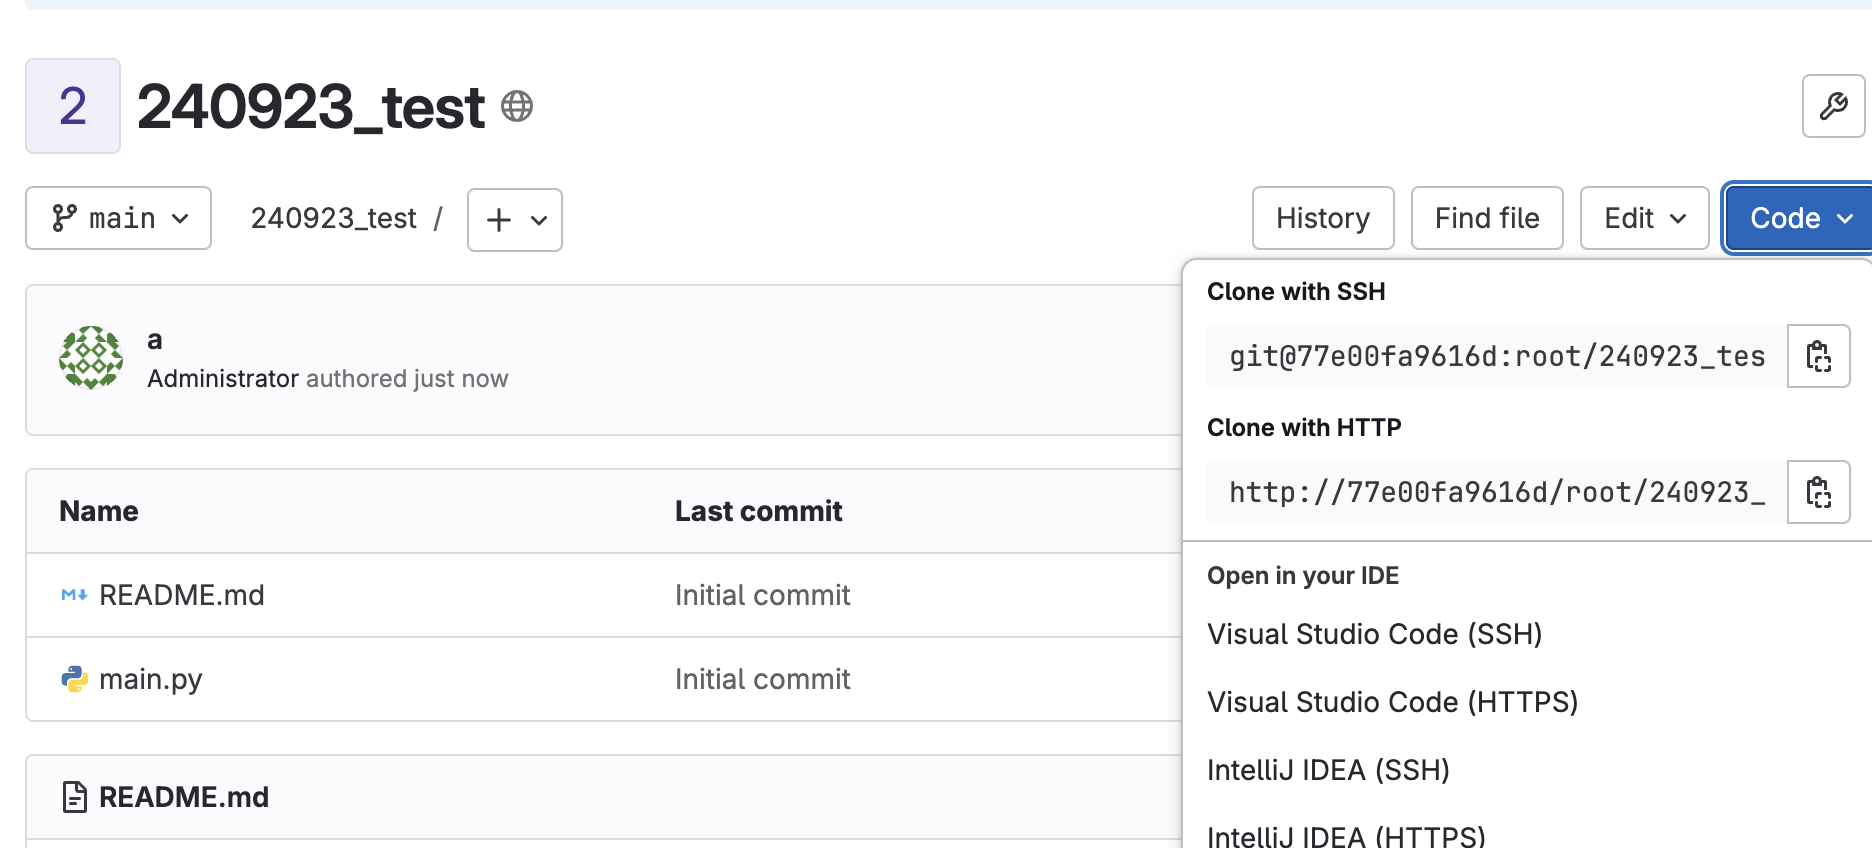 2
240923_test
main
240923_test /
History
Find file
Edit
Code
a
Administrator authored just now
Name
Last commit
README.md
Initial commit
main.py
Initial commit
README.md
Clone with SSH
git@77e00fa9616d:root/240923_tes
Clone with HTTP
http://77e00fa9616d/root/240923_
Open in your IDE
Visual Studio Code (SSH)
Visual Studio Code (HTTPS)
IntelliJ IDEA (SSH)
IntelliJ IDEA (HTTPS)